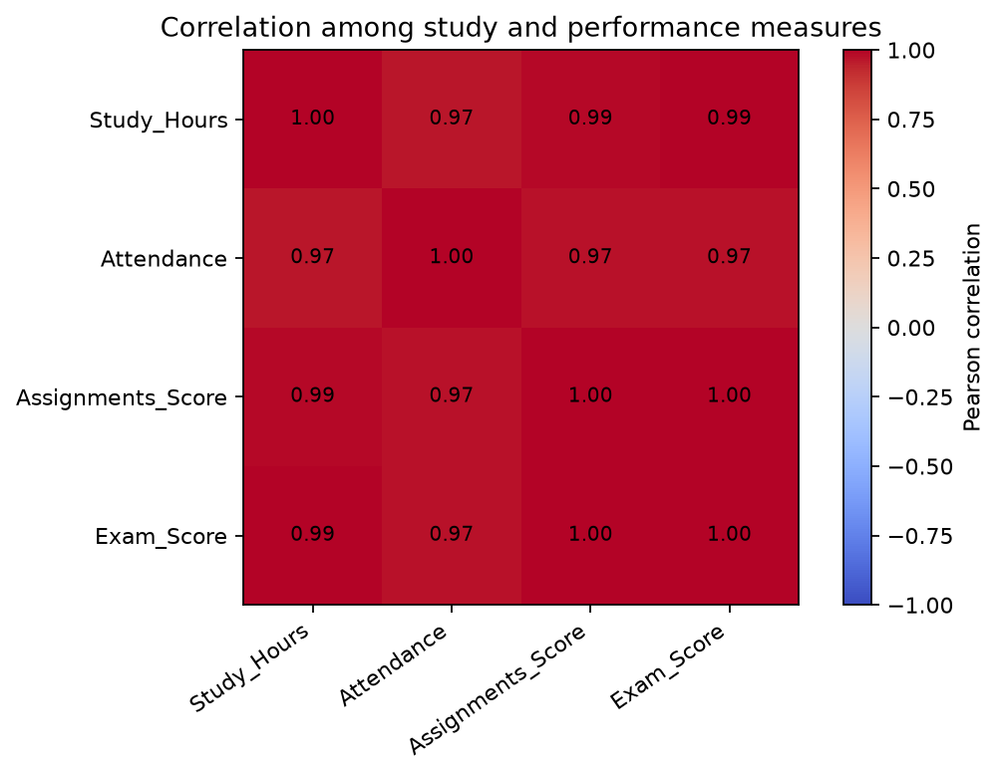 Correlation among study and performance measures
Study_Hours 1.00 0.97 0.99 0.99
Attendance 0.97 1.00 0.97 0.97
Assignments_Score 0.99 0.97 1.00 1.00
Exam_Score 0.99 0.97 1.00 1.00
Study_Hours
Attendance
Assignments_Score
Exam_Score
1.00
0.75
0.50
0.25
0.00
−0.25
−0.50
−0.75
−1.00
Pearson correlation